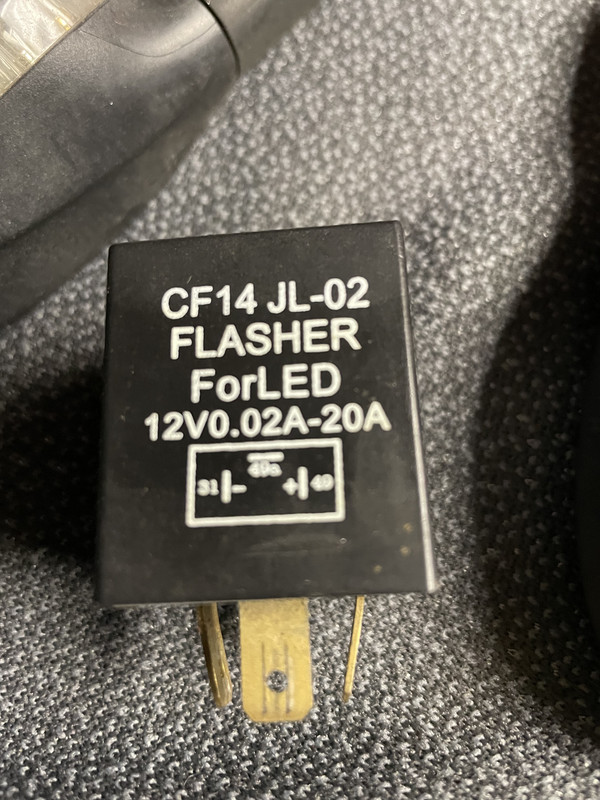 CF14 JL-02
FLASHER
ForLED
12V0.02A-20A
49a
31 - + 49